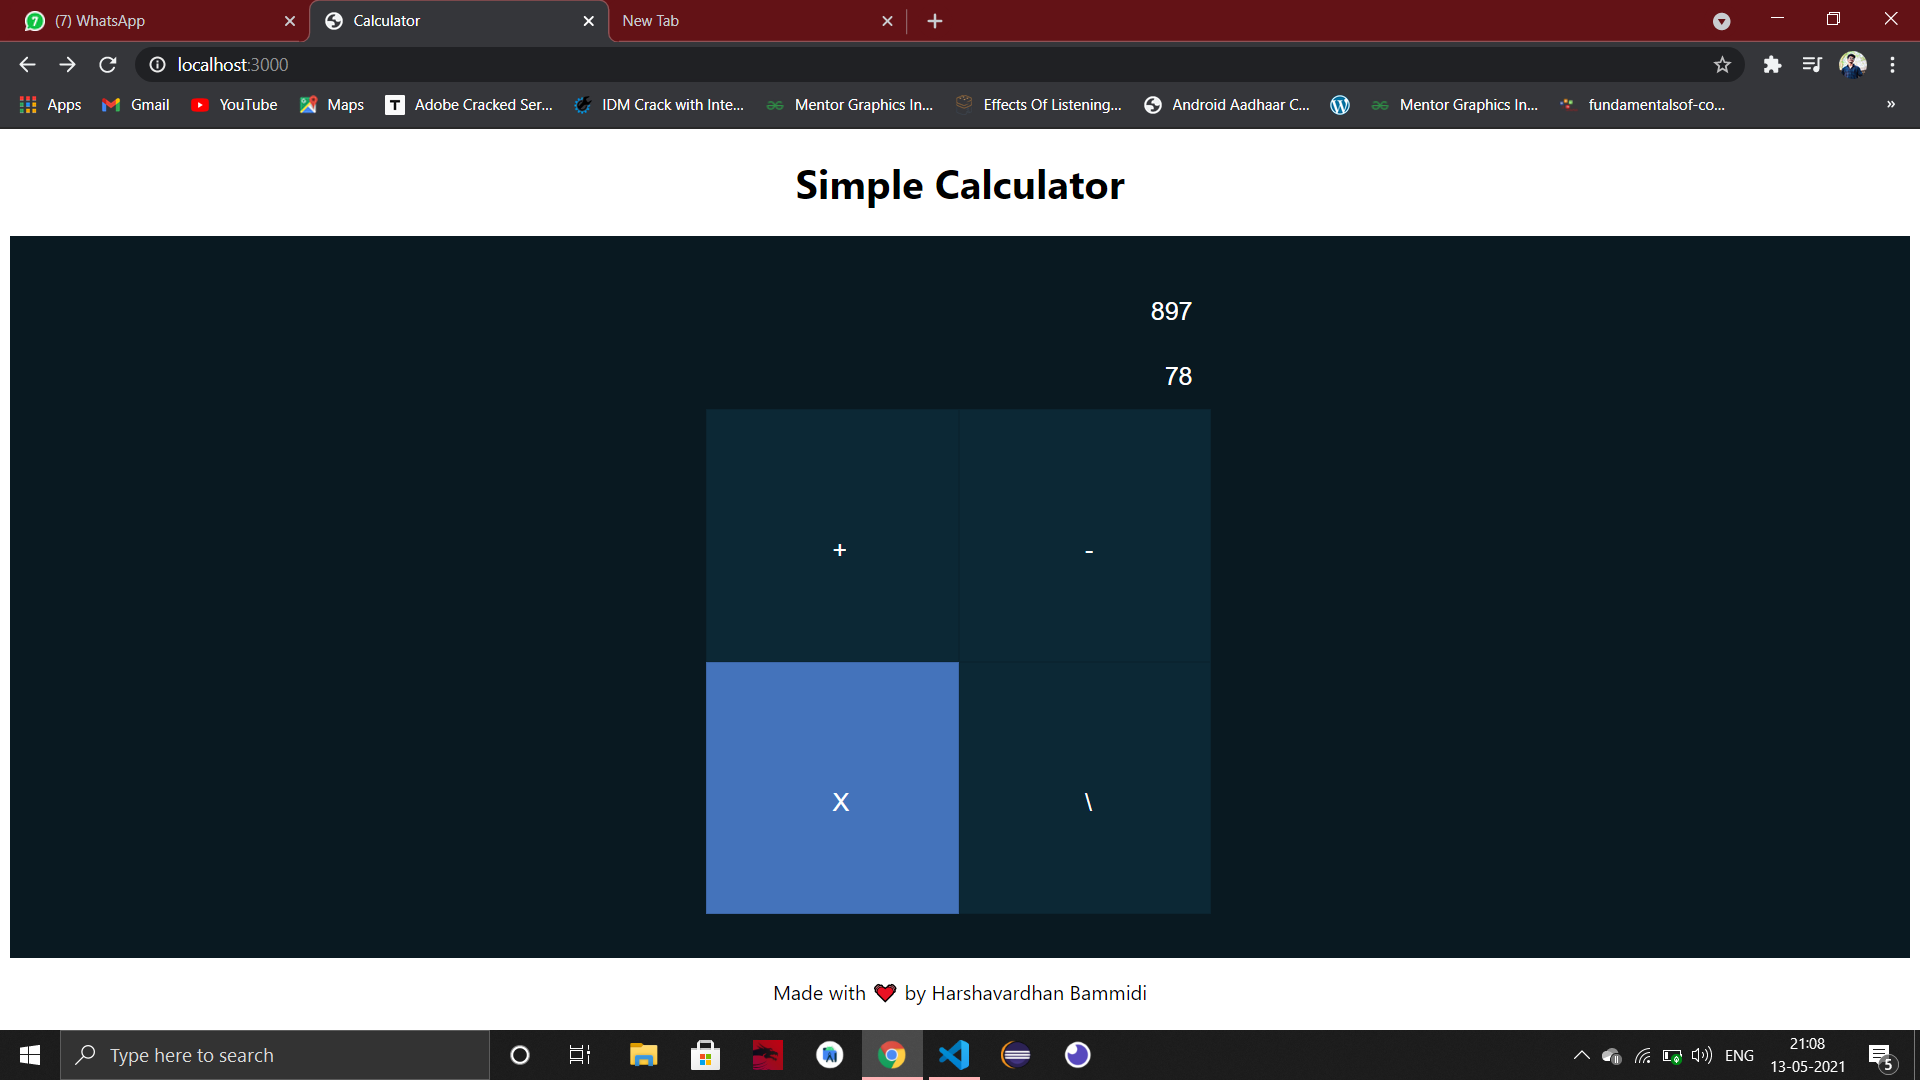 (7) WhatsApp
Calculator
New Tab
localhost:3000
Apps
Gmail
YouTube
Maps
Adobe Cracked Ser...
IDM Crack with Inte...
Mentor Graphics In...
Effects Of Listening...
Android Aadhaar C...
Mentor Graphics In...
fundamentalsof-co...
»
Simple Calculator
897
78
+ -
X \
Made with ❤ by Harshavardhan Bammidi
Type here to search
ENG
21:08
13-05-2021
5